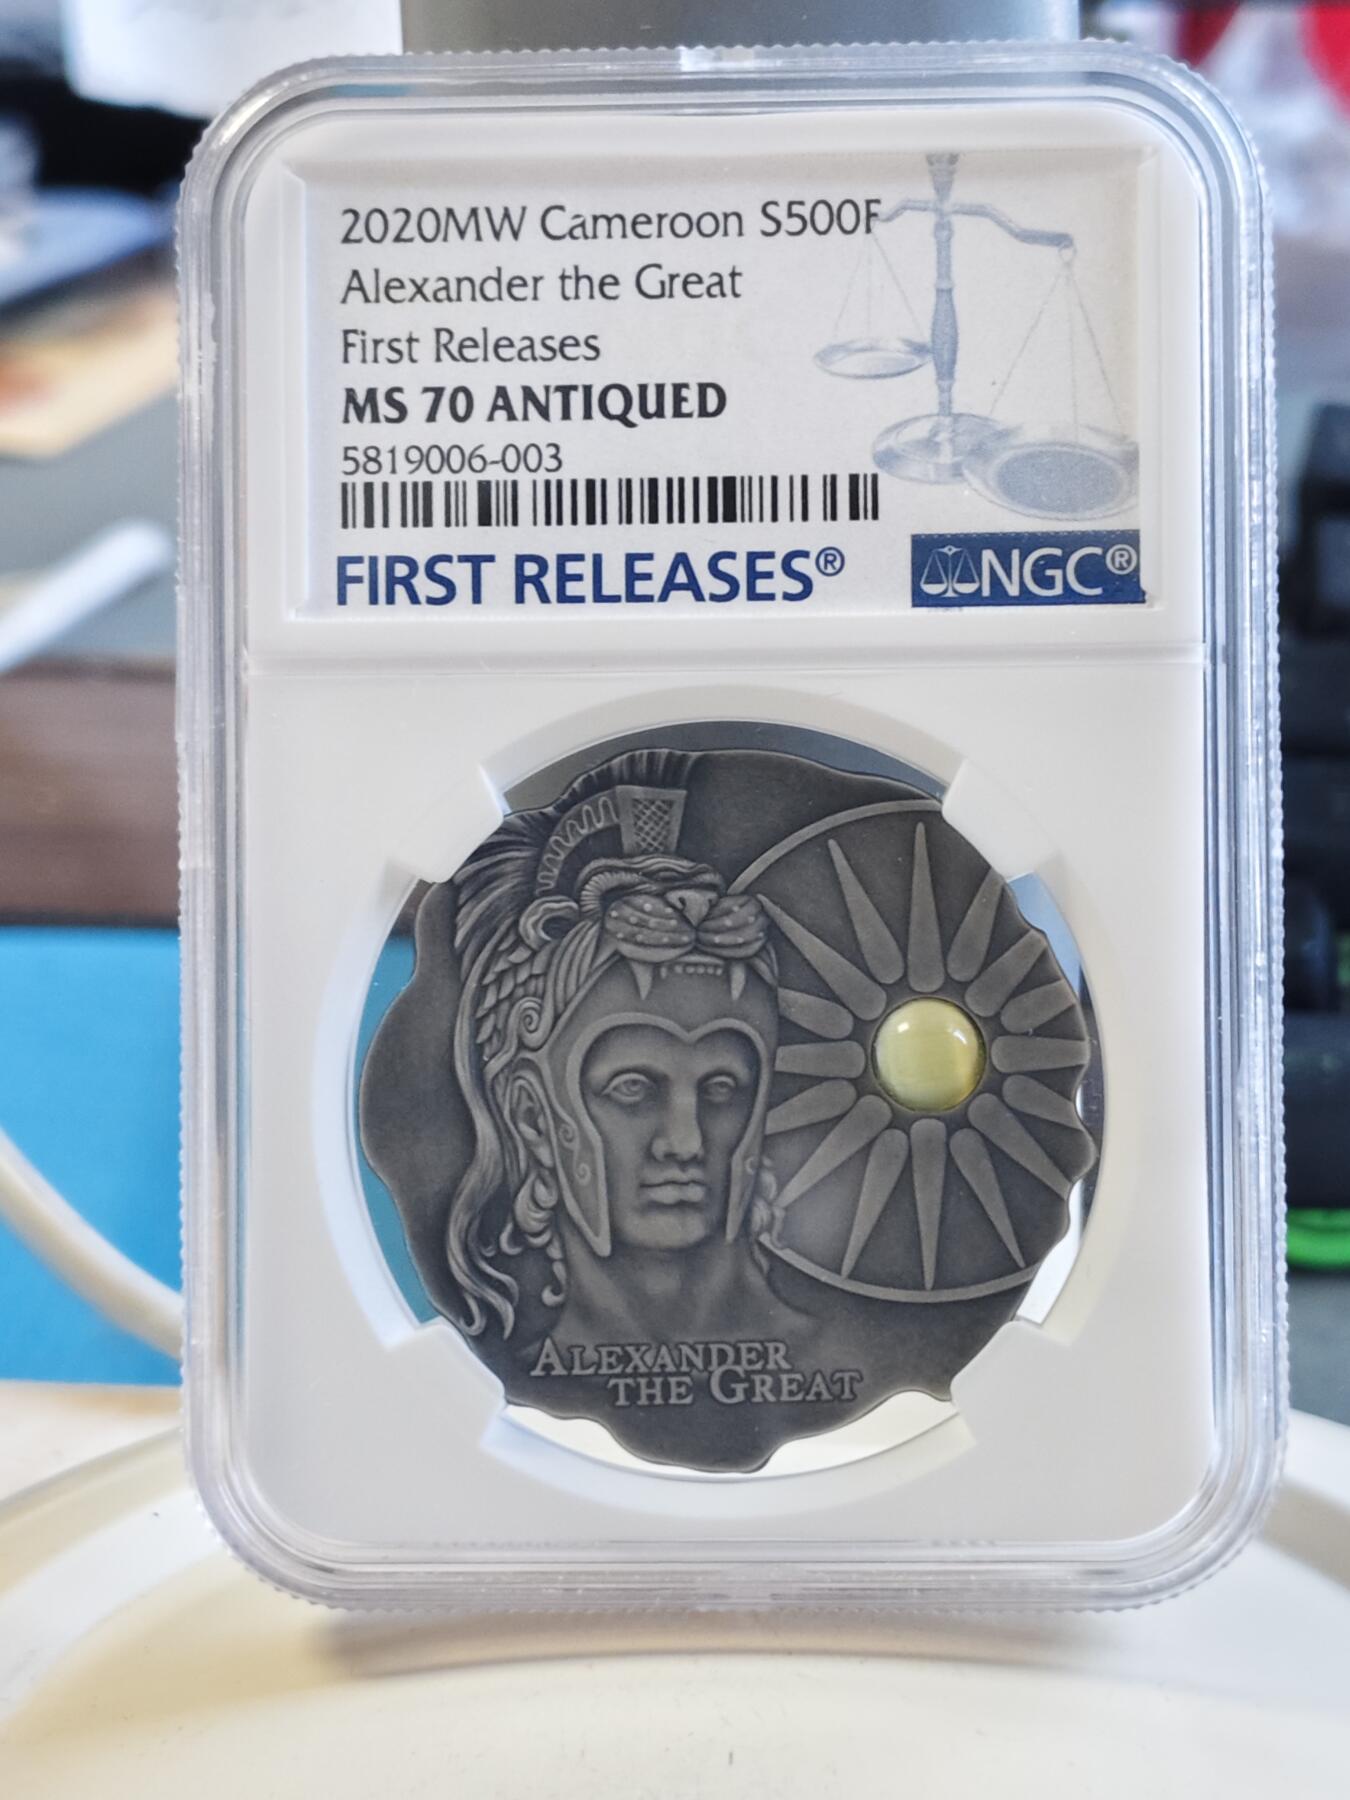 2020MW Cameroon S500F
Alexander the Great
First Releases
MS 70 ANTIQUED
5819006-003
FIRST RELEASES®
NGC®
ALEXANDER
THE GREAT